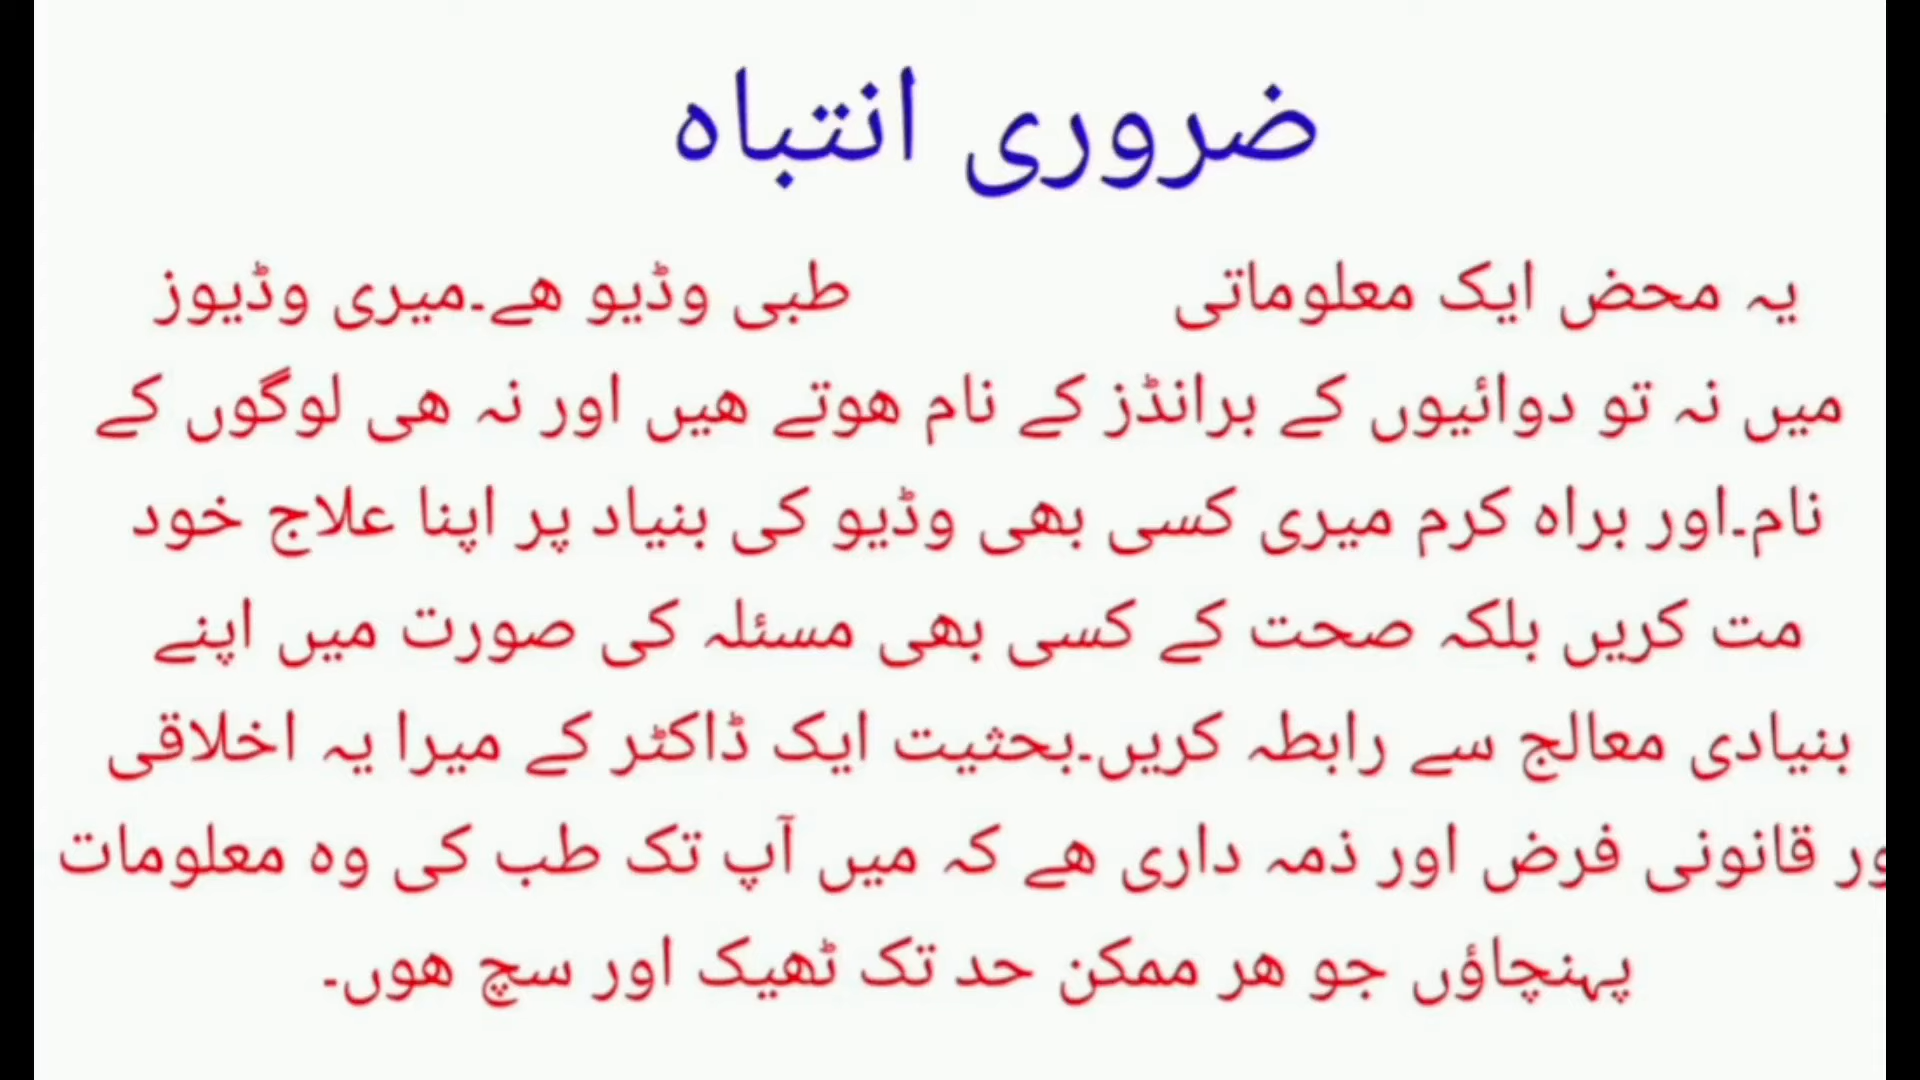 ضروری انتباہ
یہ محض ایک معلوماتی طبی وڈیو ھے۔میری وڈیوز
میں نہ تو دوائیوں کے برانڈز کے نام ھوتے ھیں اور نہ ھی لوگوں کے
نام۔اور براہ کرم میری کسی بھی وڈیو کی بنیاد پر اپنا علاج خود
مت کریں بلکہ صحت کے کسی بھی مسئلہ کی صورت میں اپنے
بنیادی معالج سے رابطہ کریں۔بحثیت ایک ڈاکٹر کے میرا یہ اخلاقی
ور قانونی فرض اور ذمہ داری ھے کہ میں آپ تک طب کی وہ معلومات
پہنچاؤں جو ھر ممکن حد تک ٹھیک اور سچ ھوں۔